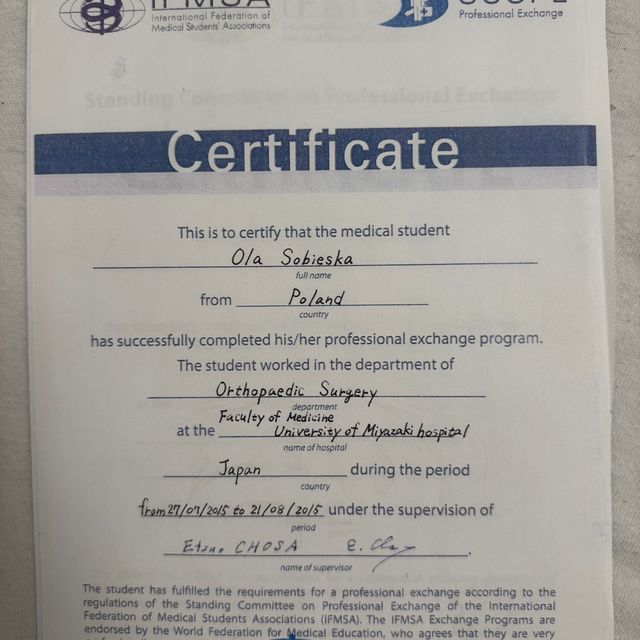 IFMSA
International Federation of
Medical Students' Associations
SCOPE
Professional Exchange
Standing Committee on Professional Exchange
Certificate
This is to certify that the medical student
Ola Sobieska
full name
from Poland
country
has successfully completed his/her professional exchange program.
The student worked in the department of
Orthopaedic Surgery
department
Faculty of Medicine
at the University of Miyazaki hospital
name of hospital
Japan during the period
country
from 27/07/2015 to 21/08/2015 under the supervision of
period
Etsuo CHOSA E.
name of supervisor
The student has fulfilled the requirements for a professional exchange according to the
regulations of the Standing Committee on Professional Exchange of the International
Federation of Medical Students Associations (IFMSA). The IFMSA Exchange Programs are
endorsed by the World Federation for Medical Education, who agrees that they are very